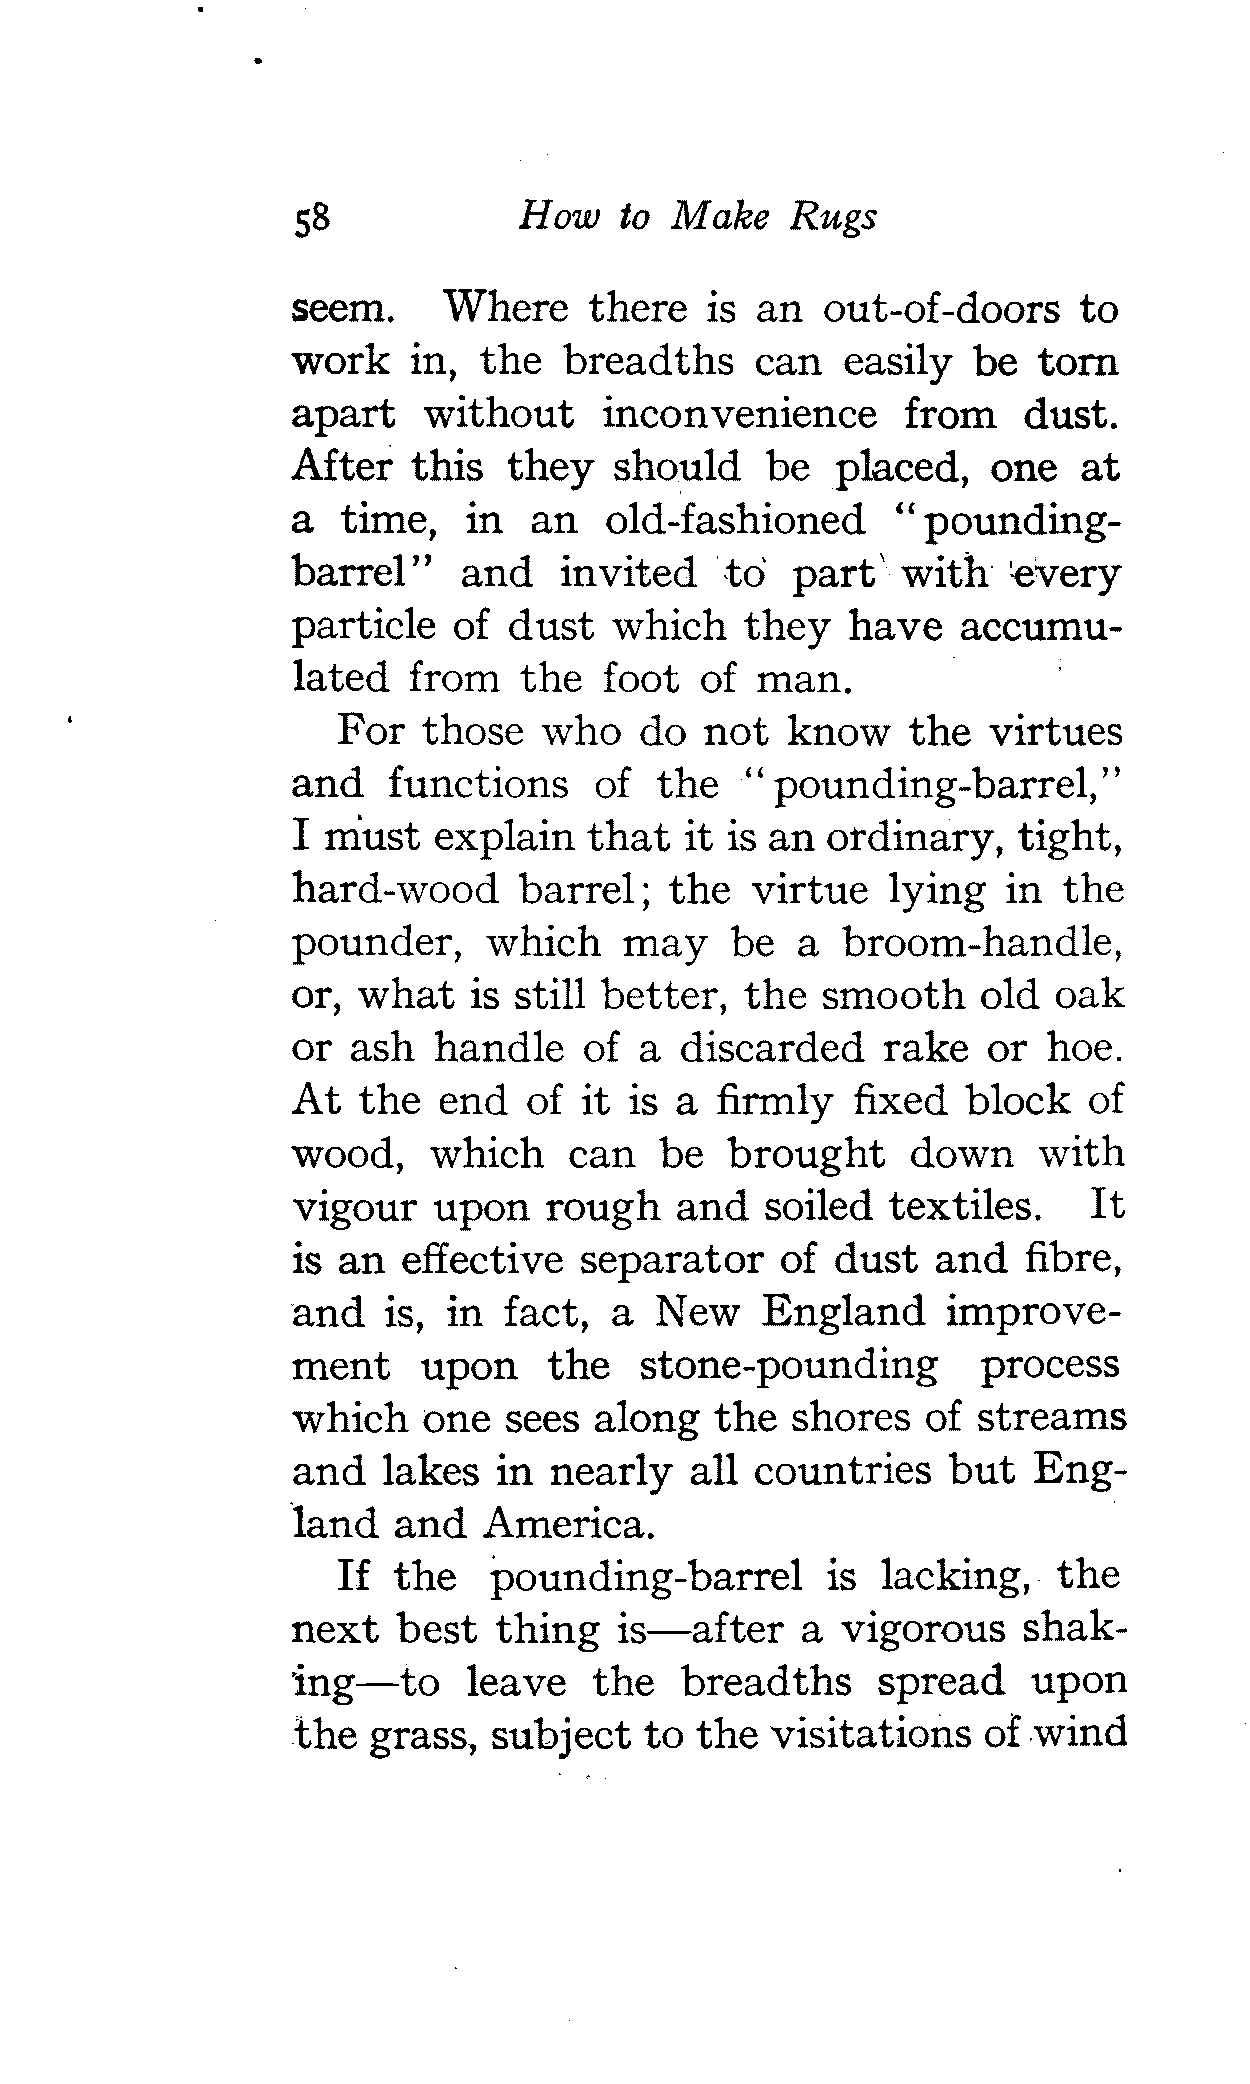 58 How to Make Rugs
seem. Where there is an out-of-doors to
work in, the breadths can easily be torn
apart without inconvenience from dust.
After this they should be placed, one at
a time, in an old-fashioned "pounding-
barrel" and invited to part with every
particle of dust which they have accumu-
lated from the foot of man.
For those who do not know the virtues
and functions of the "pounding-barrel,"
I must explain that it is an ordinary, tight,
hard-wood barrel; the virtue lying in the
pounder, which may be a broom-handle,
or, what is still better, the smooth old oak
or ash handle of a discarded rake or hoe.
At the end of it is a firmly fixed block of
wood, which can be brought down with
vigour upon rough and soiled textiles. It
is an effective separator of dust and fibre,
and is, in fact, a New England improve-
ment upon the stone-pounding process
which one sees along the shores of streams
and lakes in nearly all countries but Eng-
land and America.
If the pounding-barrel is lacking, the
next best thing is—after a vigorous shak-
ing—to leave the breadths spread upon
the grass, subject to the visitations of wind